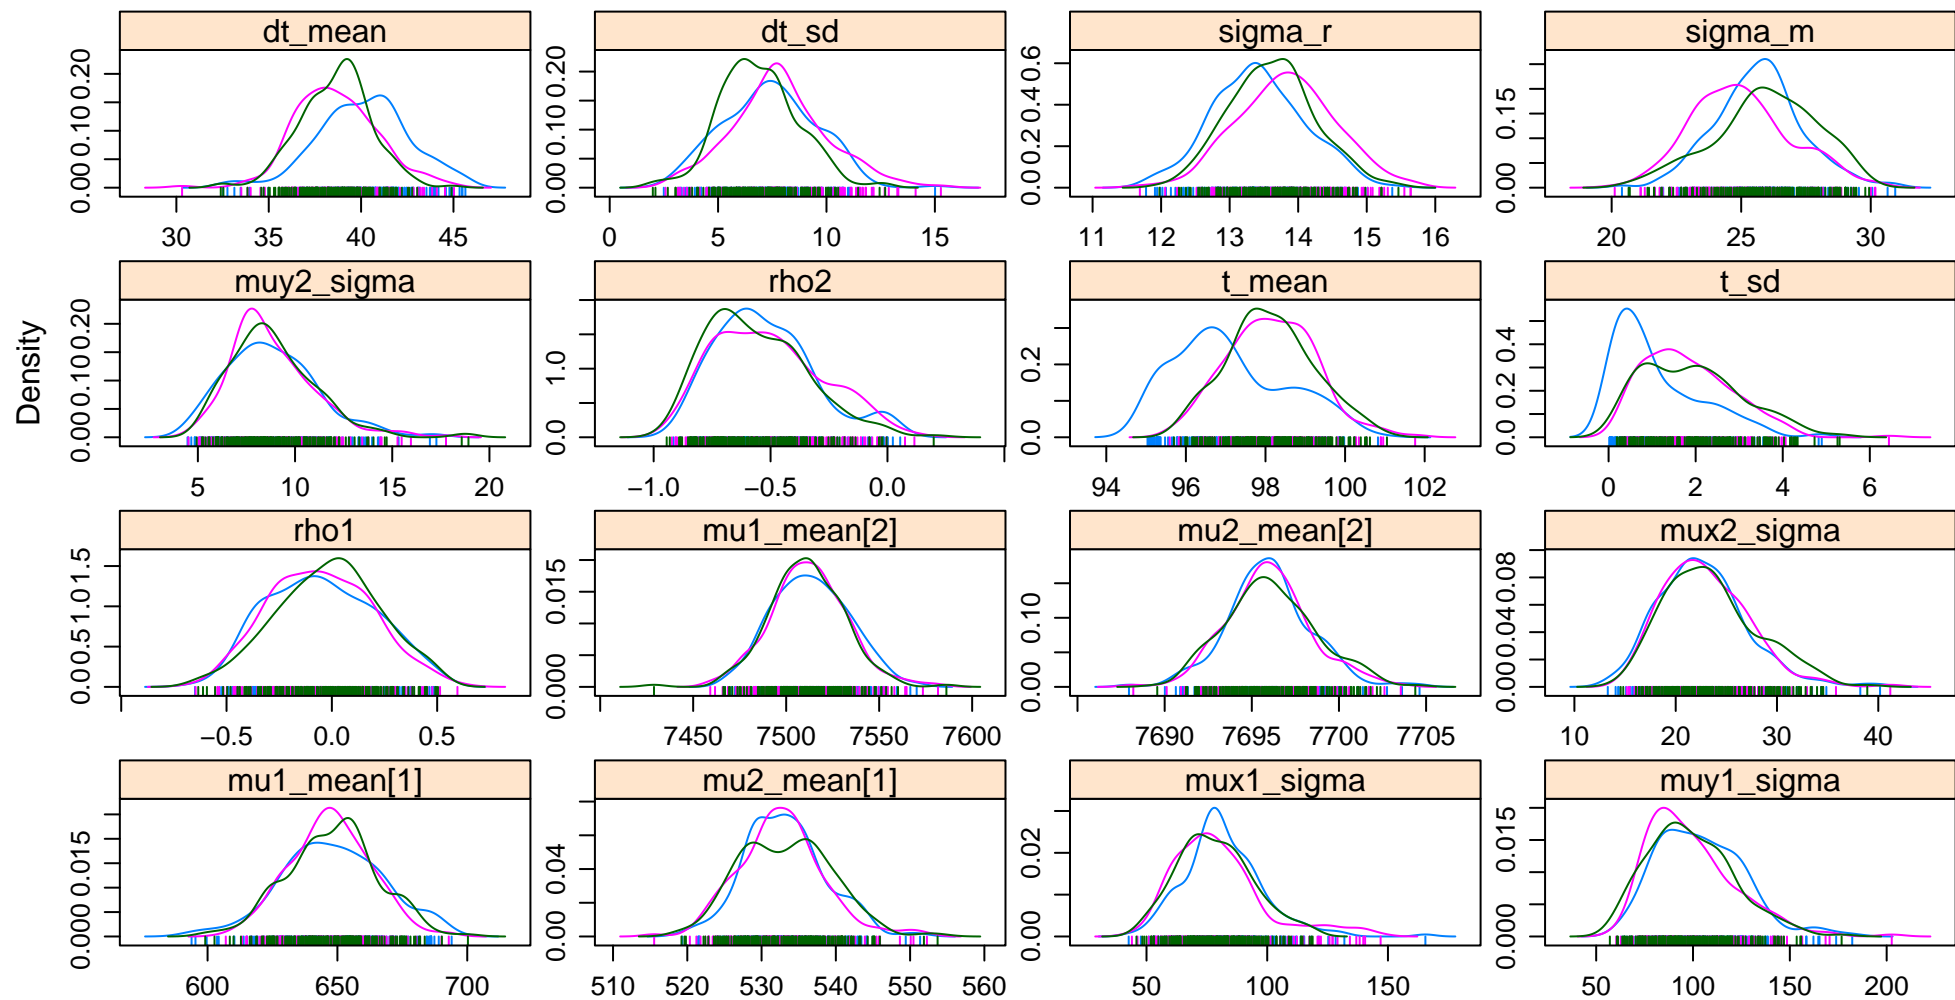 dt_mean dt_sd sigma_r sigma_m
0.00 0.10 0.20 0.00 0.10 0.20 0.0 0.2 0.4 0.6 0.00 0.15
30 35 40 45 0 5 10 15 11 12 13 14 15 16 20 25 30
muy2_sigma rho2 t_mean t_sd
Density
0.00 0.10 0.20 0.0 1.0 0.0 0.2 0.0 0.2 0.4
5 10 15 20 −1.0 −0.5 0.0 94 96 98 100 102 0 2 4 6
rho1 mu1_mean[2] mu2_mean[2] mux2_sigma
0.0 0.5 1.0 1.5 0.000 0.015 0.00 0.10 0.00 0.04 0.08
−0.5 0.0 0.5 7450 7500 7550 7600 7690 7695 7700 7705 10 20 30 40
mu1_mean[1] mu2_mean[1] mux1_sigma muy1_sigma
0.000 0.015 0.00 0.04 0.00 0.02 0.000 0.015
600 650 700 510 520 530 540 550 560 50 100 150 50 100 150 200